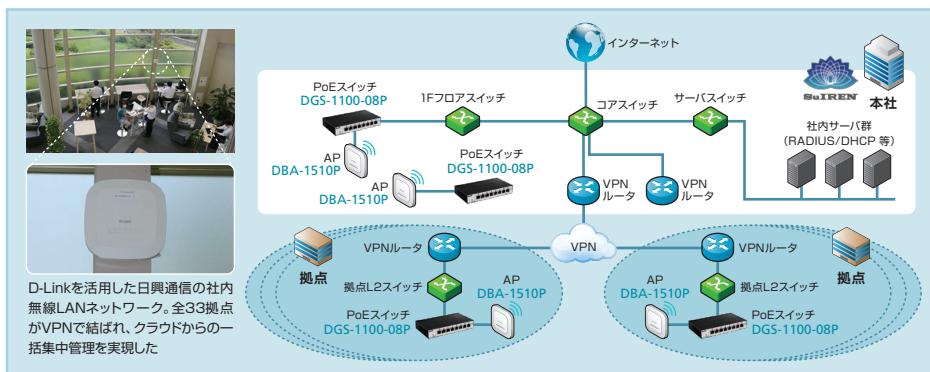 インターネット
PoEスイッチ
DGS-1100-08P
1Fフロアスイッチ
コアスイッチ
サーバスイッチ
SuIREN
本社
AP
DBA-1510P
PoEスイッチ
DGS-1100-08P
AP
DBA-1510P
VPN
ルータ
VPN
ルータ
社内サーバ群
(RADIUS/DHCP 等)
VPN
拠点
VPNルータ
拠点L2スイッチ
AP
DBA-1510P
PoEスイッチ
DGS-1100-08P
VPNルータ
拠点
AP
DBA-1510P
拠点L2スイッチ
PoEスイッチ
DGS-1100-08P
D-Linkを活用した日興通信の社内
無線LANネットワーク。全33拠点
がVPNで結ばれ、クラウドからの一
括集中管理を実現した